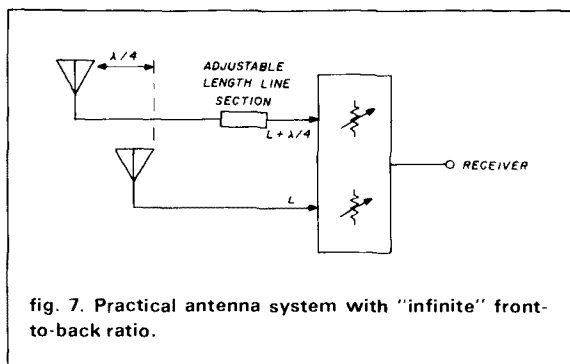 λ/4
ADJUSTABLE
LENGTH LINE
SECTION
L + λ/4
L
RECEIVER
fig. 7. Practical antenna system with "infinite" front-
to-back ratio.